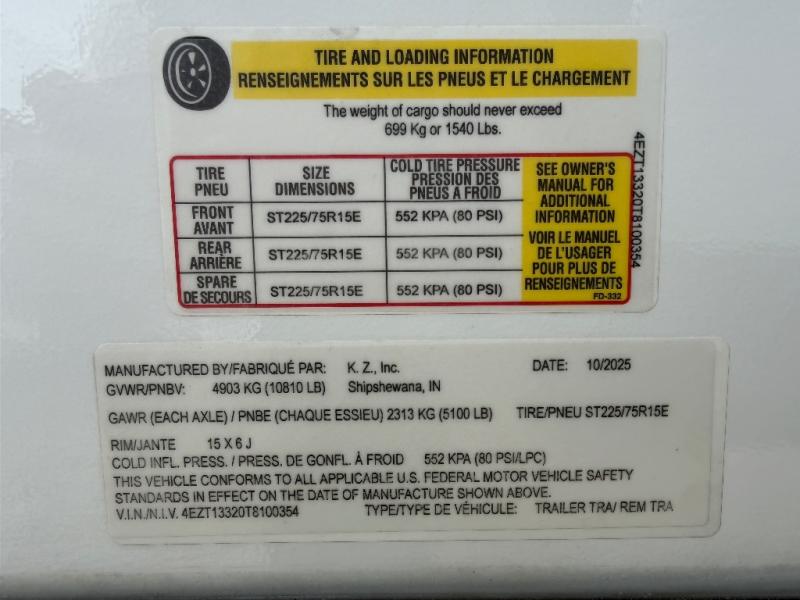 TIRE AND LOADING INFORMATION
RENSEIGNEMENTS SUR LES PNEUS ET LE CHARGEMENT
The weight of cargo should never exceed
699 Kg or 1540 Lbs.
TIRE
PNEU
SIZE
DIMENSIONS
COLD TIRE PRESSURE
PRESSION DES
PNEUS A FROID
SEE OWNER'S
MANUAL FOR
ADDITIONAL
INFORMATION
VOIR LE MANUEL
DE L'USAGER
POUR PLUS DE
RENSEIGNEMENTS
FD-332
FRONT
AVANT
ST225/75R15E
552 KPA (80 PSI)
REAR
ARRIÈRE
ST225/75R15E
552 KPA (80 PSI)
SPARE
DE SECOURS
ST225/75R15E
552 KPA (80 PSI)
4EZT13320T8100354
MANUFACTURED BY/FABRIQUÉ PAR: K. Z., Inc. DATE: 10/2025
GVWR/PNBV: 4903 KG (10810 LB) Shipshewana, IN
GAWR (EACH AXLE) / PNBE (CHAQUE ESSIEU) 2313 KG (5100 LB) TIRE/PNEU ST225/75R15E
RIM/JANTE 15 X 6 J
COLD INFL. PRESS. / PRESS. DE GONFL. À FROID 552 KPA (80 PSI/LPC)
THIS VEHICLE CONFORMS TO ALL APPLICABLE U.S. FEDERAL MOTOR VEHICLE SAFETY
STANDARDS IN EFFECT ON THE DATE OF MANUFACTURE SHOWN ABOVE.
V.I.N./N.I.V. 4EZT13320T8100354 TYPE/TYPE DE VÉHICULE: TRAILER TRA/ REM TRA